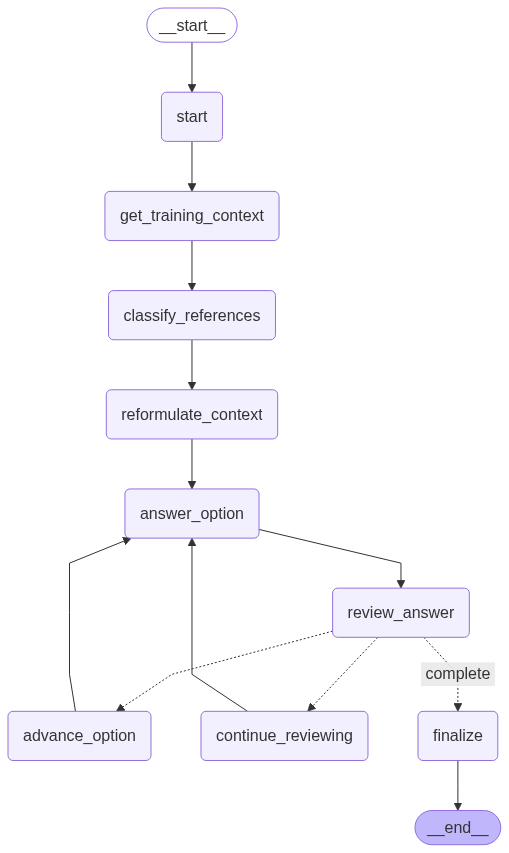 __start__
start
get_training_context
classify_references
reformulate_context
answer_option
review_answer
complete
advance_option
continue_reviewing
finalize
__end__